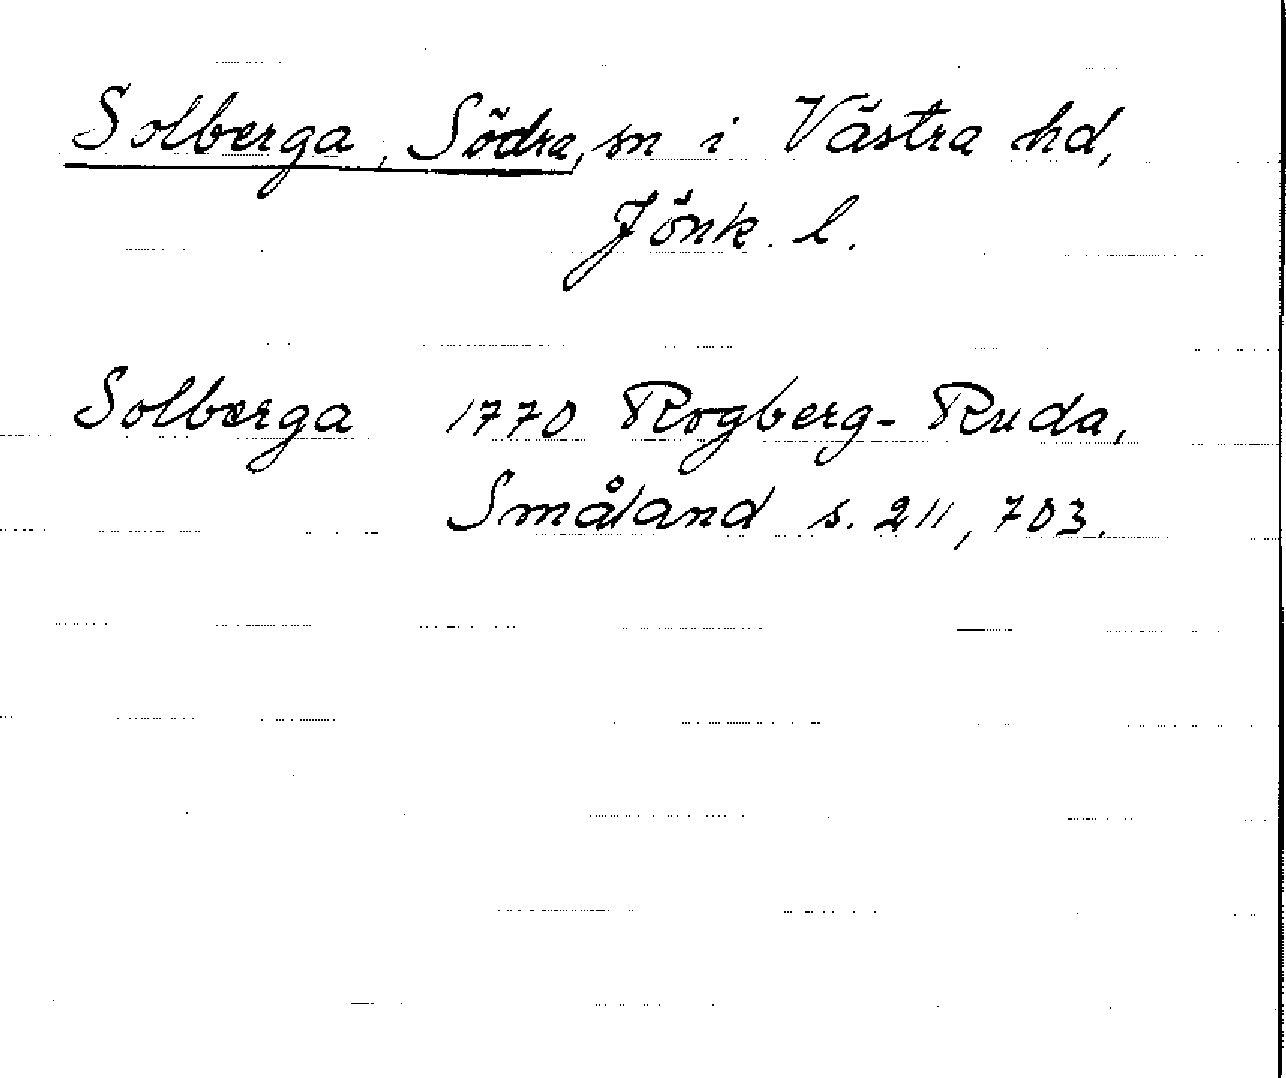 Solberga, Södra, sn i Västra hd,
Jönk. l.
Solberga 1770 Rogberg-Ruda,
Småland s. 211, 703.